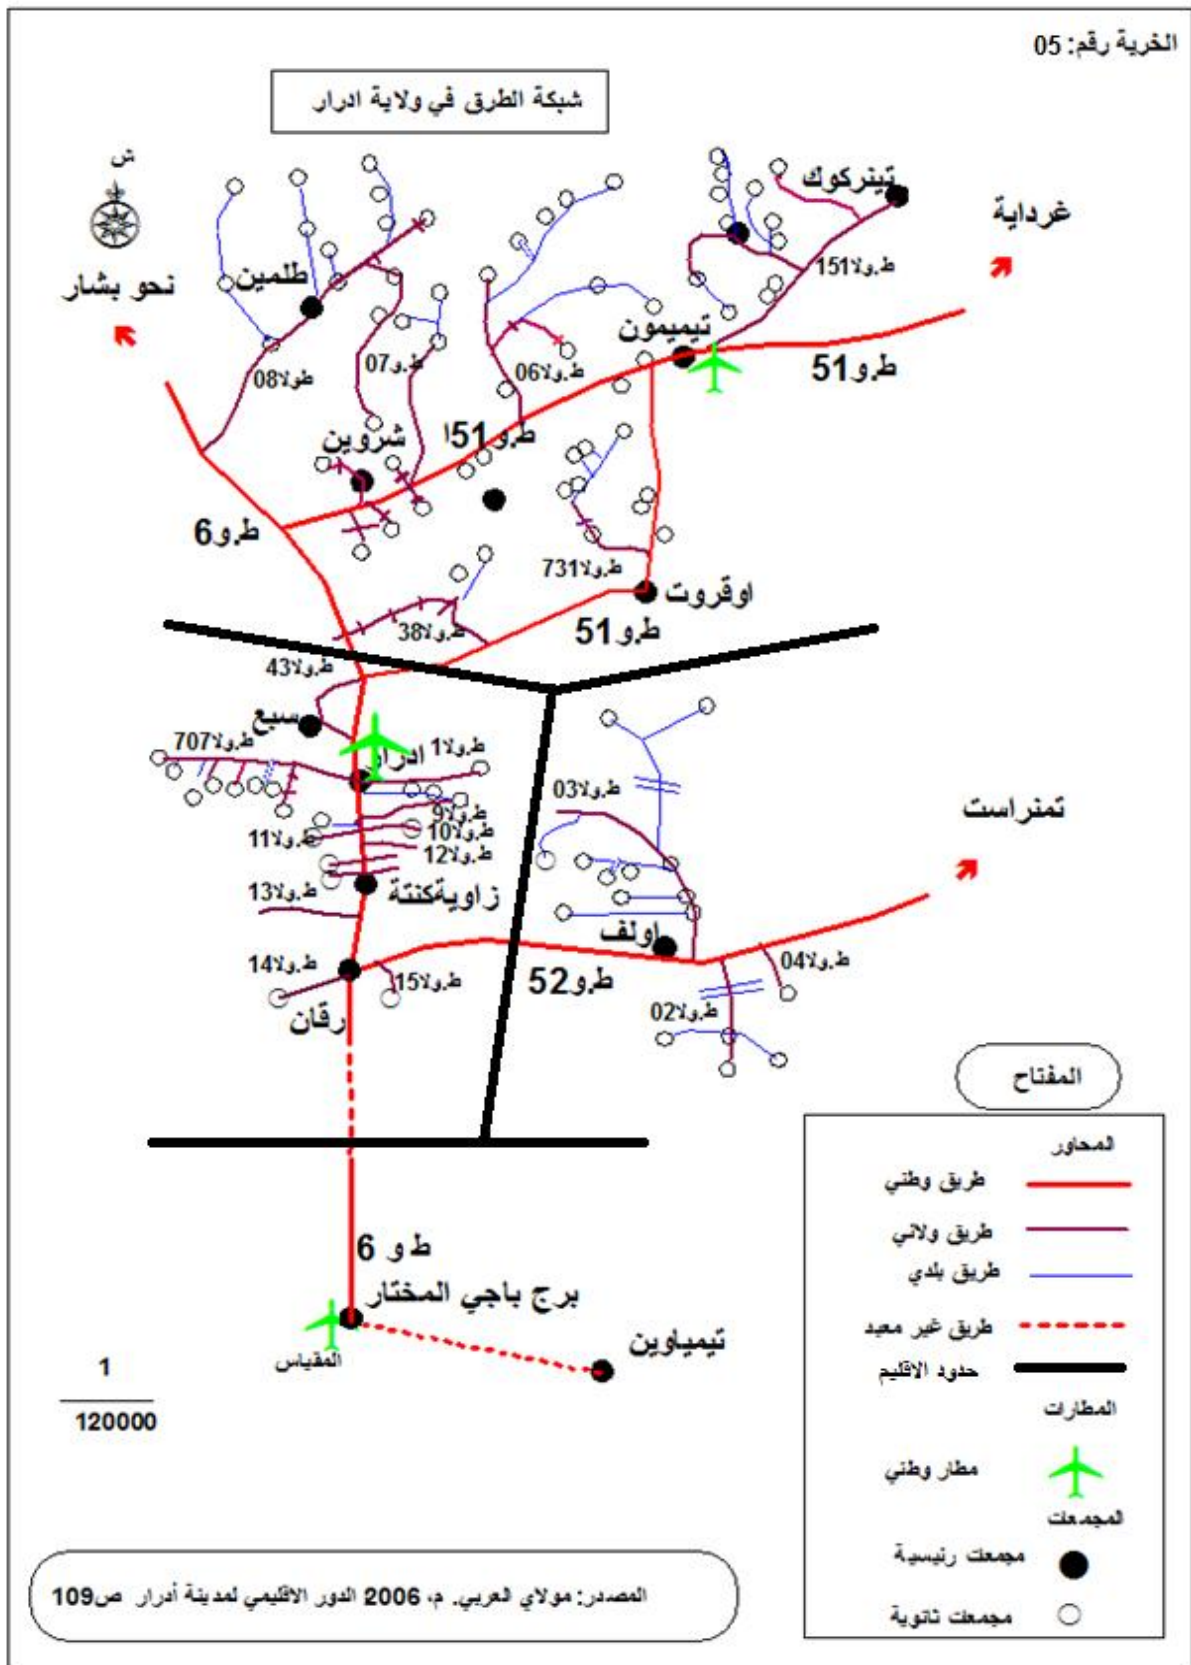 الخرية رقم: 05
شبكة الطرق في ولاية ادرار
ش
تينركوك
غرداية
نحو بشار
طلمين
ط.ولا151
تيميمون
ط.و51
ط.و07
طولا08
ط.ولا06
ط.و51ا
شروين
ط.و6
ط.ولا731
اوقروت
ط.و51
ط.ولا38
ط.ولا43
سبع
ط.ولا707
ادرار
ط.ولا1
ط.ولا03
تمنراست
ط.ولا9
ط.ولا10
ط.ولا11
ط.ولا12
زاويةكنتة
ط.ولا13
اولف
ط.ولا14
ط.ولا15
ط.و52
ط.ولا04
ط.ولا02
رقان
المفتاح
المحاور
طريق وطني
طريق ولائي
طريق بلدي
طريق غير معبد
حدود الاقليم
المطارات
مطار وطني
المجمعات
مجمعات رئيسية
مجمعات ثانوية
ط و 6
برج باجي المختار
تيمياوين
المقياس
1
120000
المصدر: مولاي العربي. م، 2006 الدور الاقليمي لمدينة أدرار ص109